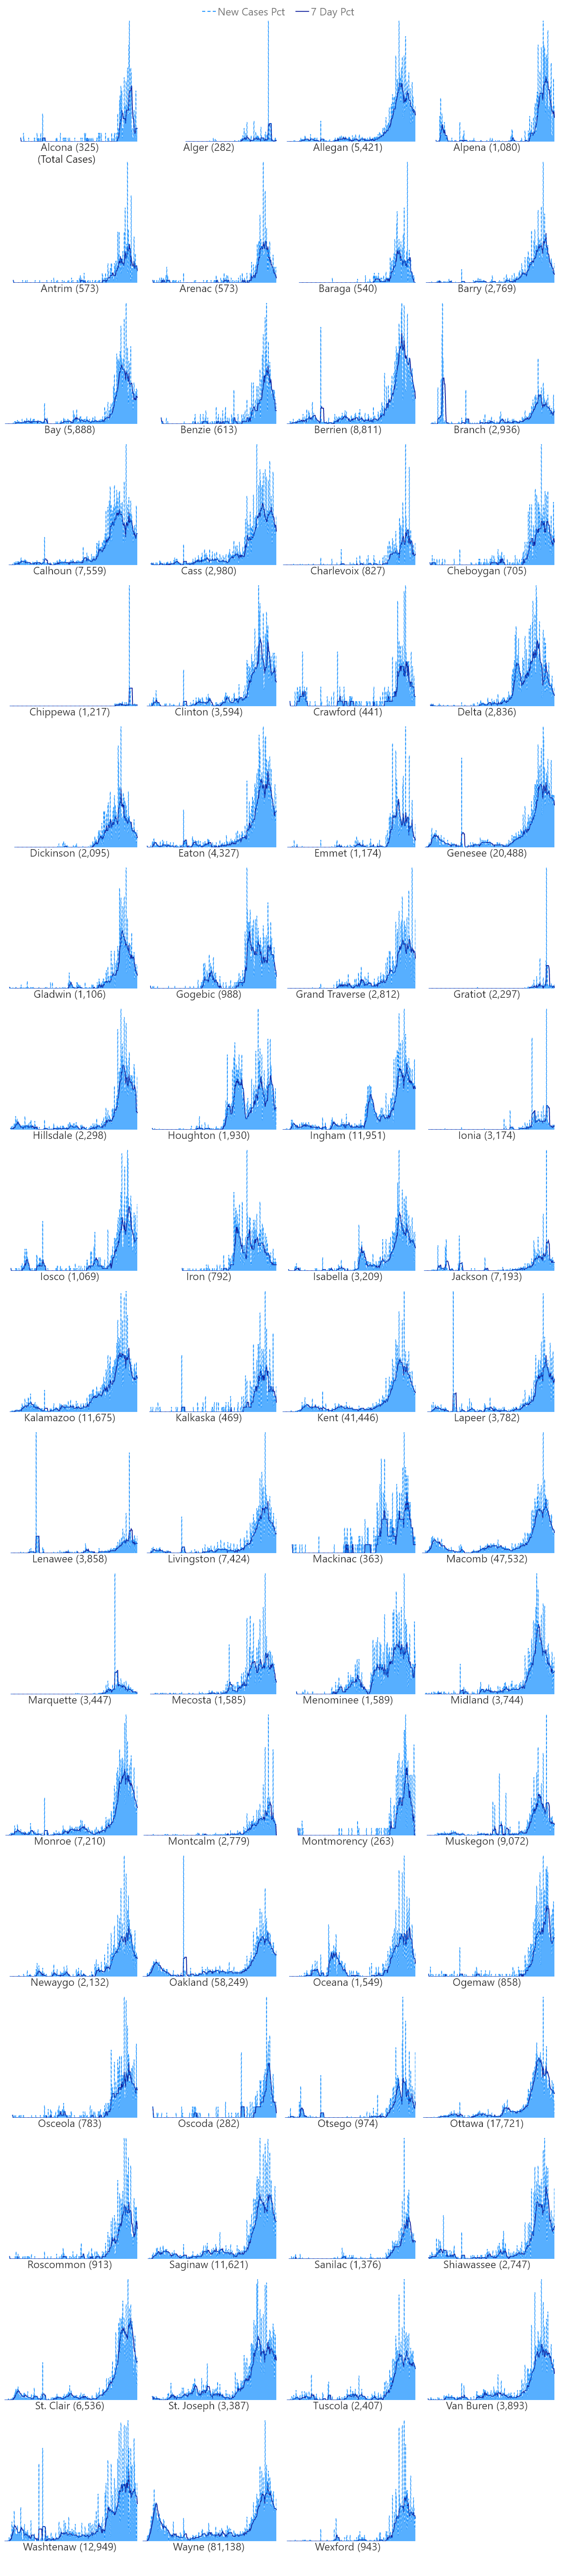 New Cases Pct 7 Day Pct
Alcona (325) Alger (282) Allegan (5,421) Alpena (1,080)
(Total Cases)
Antrim (573) Arenac (573) Baraga (540) Barry (2,769)
Bay (5,888) Benzie (613) Berrien (8,811) Branch (2,936)
Calhoun (7,559) Cass (2,980) Charlevoix (827) Cheboygan (705)
Chippewa (1,217) Clinton (3,594) Crawford (441) Delta (2,836)
Dickinson (2,095) Eaton (4,327) Emmet (1,174) Genesee (20,488)
Gladwin (1,106) Gogebic (988) Grand Traverse (2,812) Gratiot (2,297)
Hillsdale (2,298) Houghton (1,930) Ingham (11,951) Ionia (3,174)
Iosco (1,069) Iron (792) Isabella (3,209) Jackson (7,193)
Kalamazoo (11,675) Kalkaska (469) Kent (41,446) Lapeer (3,782)
Lenawee (3,858) Livingston (7,424) Mackinac (363) Macomb (47,532)
Marquette (3,447) Mecosta (1,585) Menominee (1,589) Midland (3,744)
Monroe (7,210) Montcalm (2,779) Montmorency (263) Muskegon (9,072)
Newaygo (2,132) Oakland (58,249) Oceana (1,549) Ogemaw (858)
Osceola (783) Oscoda (282) Otsego (974) Ottawa (17,721)
Roscommon (913) Saginaw (11,621) Sanilac (1,376) Shiawassee (2,747)
St. Clair (6,536) St. Joseph (3,387) Tuscola (2,407) Van Buren (3,893)
Washtenaw (12,949) Wayne (81,138) Wexford (943)